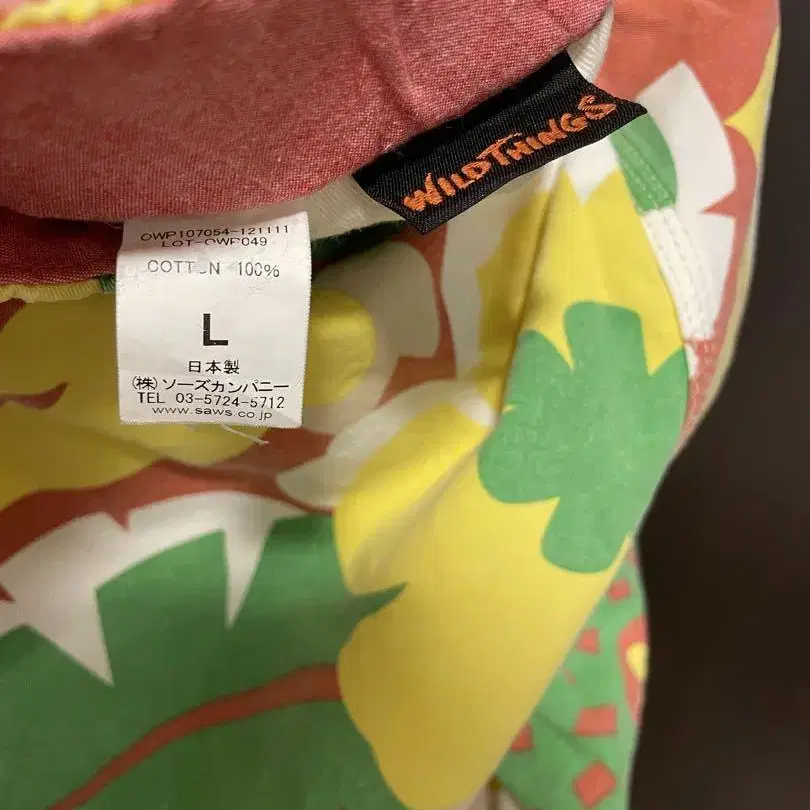 WILDTHINGS
OWP107054-121111
LOT-OWP049
COTTON 100%
L
日本製
(株)ソーズカンパニー
TEL 03-5724-5712
www.saws.co.jp